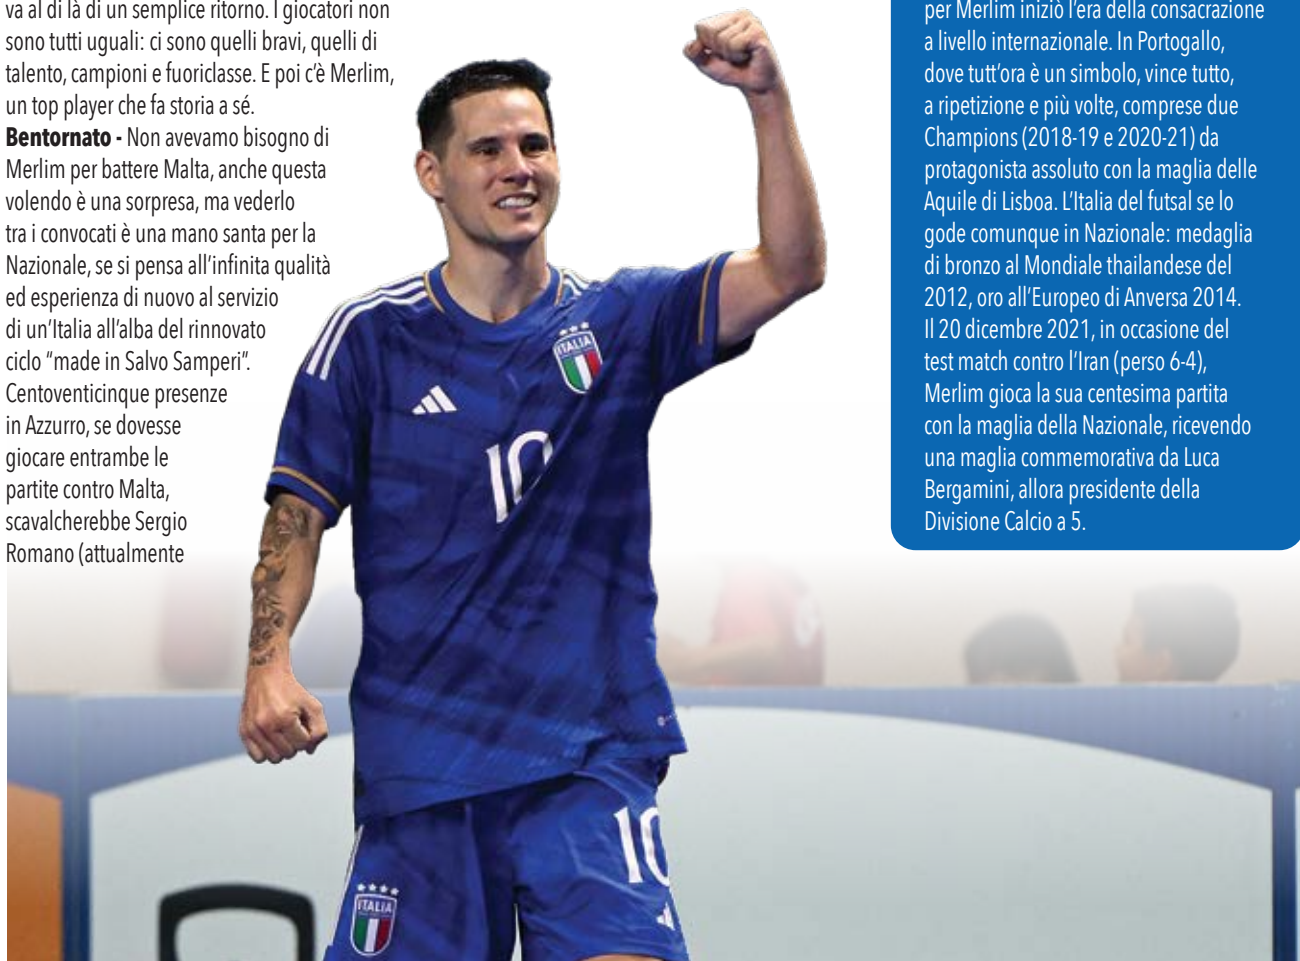 va al di là di un semplice ritorno. I giocatori non
sono tutti uguali: ci sono quelli bravi, quelli di
talento, campioni e fuoriclasse. E poi c’è Merlim,
un top player che fa storia a sé.
Bentornato - Non avevamo bisogno di
Merlim per battere Malta, anche questa
volendo è una sorpresa, ma vederlo
tra i convocati è una mano santa per la
Nazionale, se si pensa all’infinita qualità
ed esperienza di nuovo al servizio
di un’Italia all’alba del rinnovato
ciclo “made in Salvo Samperi”.
Centoventicinque presenze
in Azzurro, se dovesse
giocare entrambe le
partite contro Malta,
scavalcherebbe Sergio
Romano (attualmente
per Merlim iniziò l’era della consacrazione
a livello internazionale. In Portogallo,
dove tutt’ora è un simbolo, vince tutto,
a ripetizione e più volte, comprese due
Champions (2018-19 e 2020-21) da
protagonista assoluto con la maglia delle
Aquile di Lisboa. L’Italia del futsal se lo
gode comunque in Nazionale: medaglia
di bronzo al Mondiale thailandese del
2012, oro all’Europeo di Anversa 2014.
Il 20 dicembre 2021, in occasione del
test match contro l’Iran (perso 6-4),
Merlim gioca la sua centesima partita
con la maglia della Nazionale, ricevendo
una maglia commemorativa da Luca
Bergamini, allora presidente della
Divisione Calcio a 5.
ITALIA
10
10
ITALIA